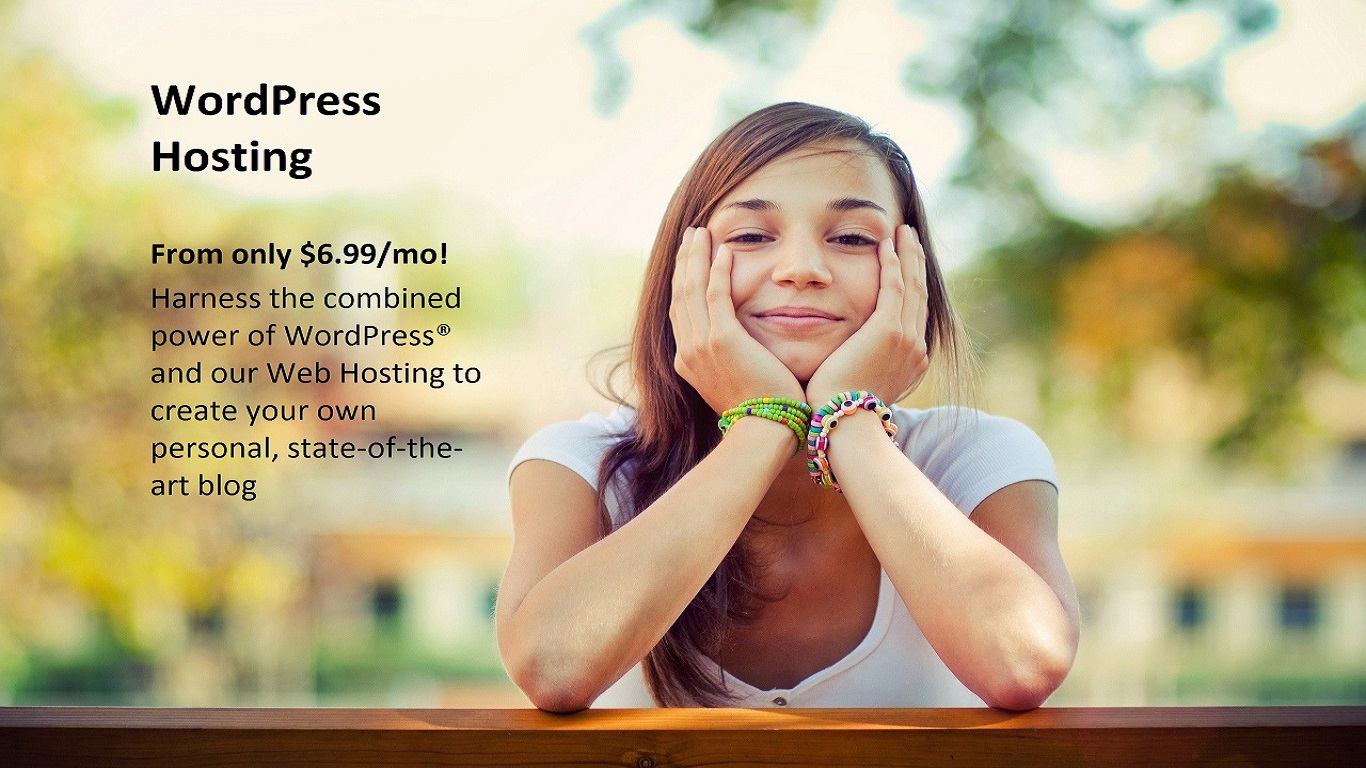 WordPress
Hosting
From only $6.99/mo!
Harness the combined
power of WordPress®
and our Web Hosting to
create your own
personal, state-of-the-
art blog